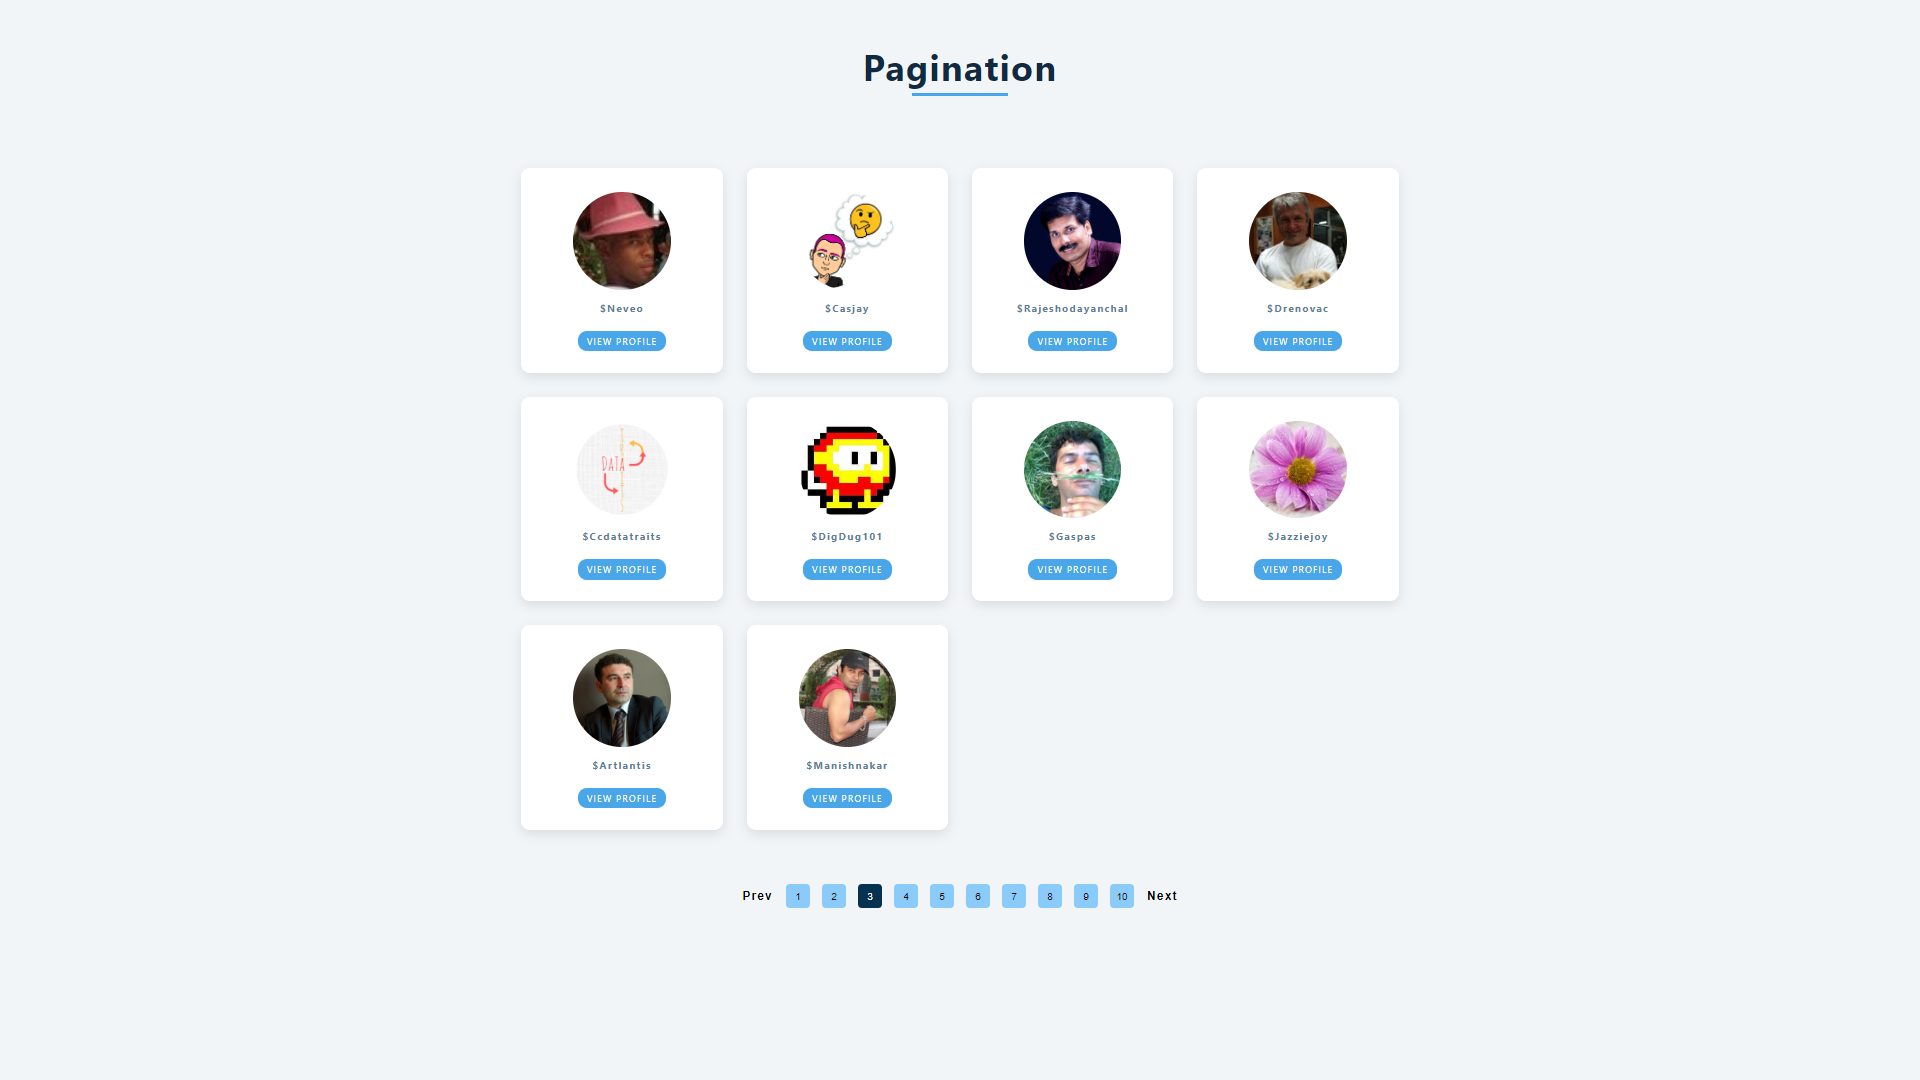 Pagination
$Neveo
VIEW PROFILE
$Casjay
VIEW PROFILE
$Rajeshodayanchal
VIEW PROFILE
$Drenovac
VIEW PROFILE
DATA
$Ccdatatraits
VIEW PROFILE
$DigDug101
VIEW PROFILE
$Gaspas
VIEW PROFILE
$Jazziejoy
VIEW PROFILE
$Artlantis
VIEW PROFILE
$Manishnakar
VIEW PROFILE
Prev 1 2 3 4 5 6 7 8 9 10 Next